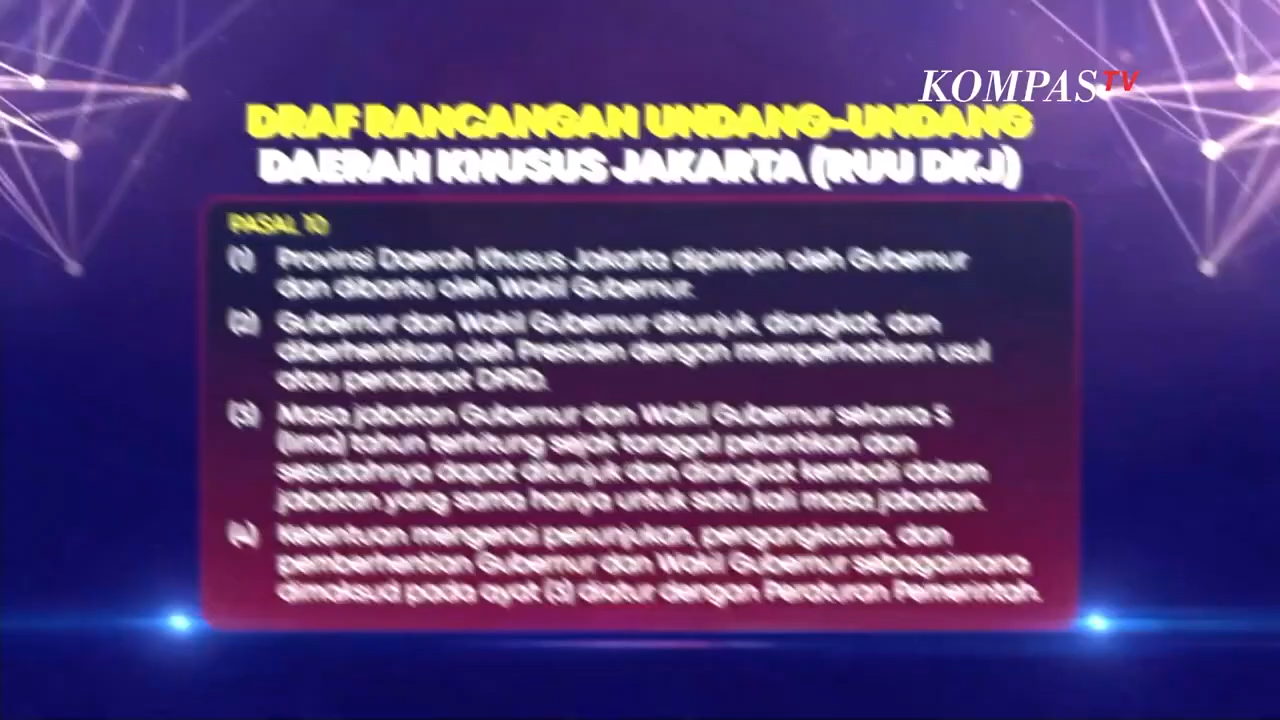 KOMPASTV
DRAF RANCANGAN UNDANG-UNDANG
DAERAH KHUSUS JAKARTA (RUU DKJ)
PASAL 10
(1) Provinsi Daerah Khusus Jakarta dipimpin oleh Gubernur
dan dibantu oleh Wakil Gubernur.
(2) Gubernur dan Wakil Gubernur ditunjuk, diangkat, dan
diberhentikan oleh Presiden dengan memperhatikan usul
atau pendapat DPRD.
(3) Masa jabatan Gubernur dan Wakil Gubernur selama 5
(lima) tahun terhitung sejak tanggal pelantikan dan
sesudahnya dapat ditunjuk dan diangkat kembali dalam
jabatan yang sama hanya untuk satu kali masa jabatan.
(4) Ketentuan mengenai penunjukan, pengangkatan, dan
pemberhentian Gubernur dan Wakil Gubernur sebagaimana
dimaksud pada ayat (3) diatur dengan Peraturan Pemerintah.